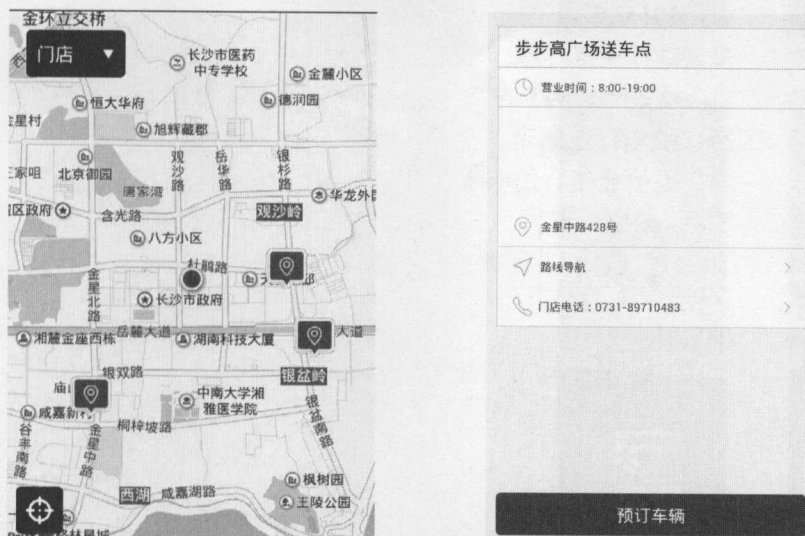 金环立交桥
门店
长沙市医药
中专学校
金麓小区
恒大华府
德润园
金星村
旭辉藏郡
北京御园
观沙路
岳华路
银杉路
唐家湾
华龙外
区政府
含光路
观沙岭
八方小区
杜鹃路
金星北路
长沙市政府
湘麓金座西栋
岳麓大道
湖南科技大厦
大道
银双路
银盆岭
庙
中南大学湘
雅医学院
咸嘉新村
桐梓坡路
银盆南路
谷丰南路
金星中路
枫树园
西湖
咸嘉湖路
王陵公园
步步高广场送车点
营业时间：8:00-19:00
金星中路428号
路线导航
门店电话：0731-89710483
预订车辆